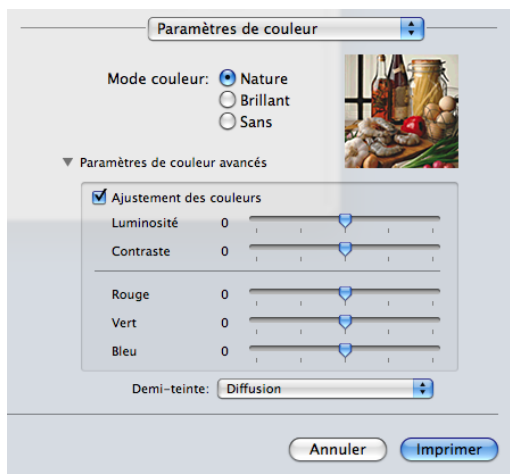 Paramètres de couleur
Mode couleur: Nature
Brillant
Sans
Paramètres de couleur avancés
Ajustement des couleurs
Luminosité 0
Contraste 0
Rouge 0
Vert 0
Bleu 0
Demi-teinte: Diffusion
Annuler Imprimer